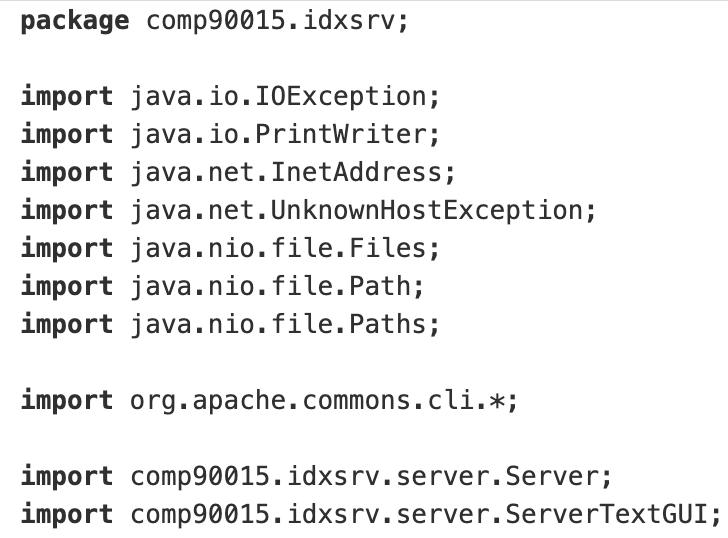 package comp90015.idxsrv;
import java.io.IOException;
import java.io.PrintWriter;
import java.net.InetAddress;
import java.net.UnknownHostException;
import java.nio.file.Files;
import java.nio.file.Path;
import java.nio.file.Paths;
import org.apache.commons.cli.*;
import comp90015.idxsrv.server.Server;
import comp90015.idxsrv.server.ServerTextGUI;